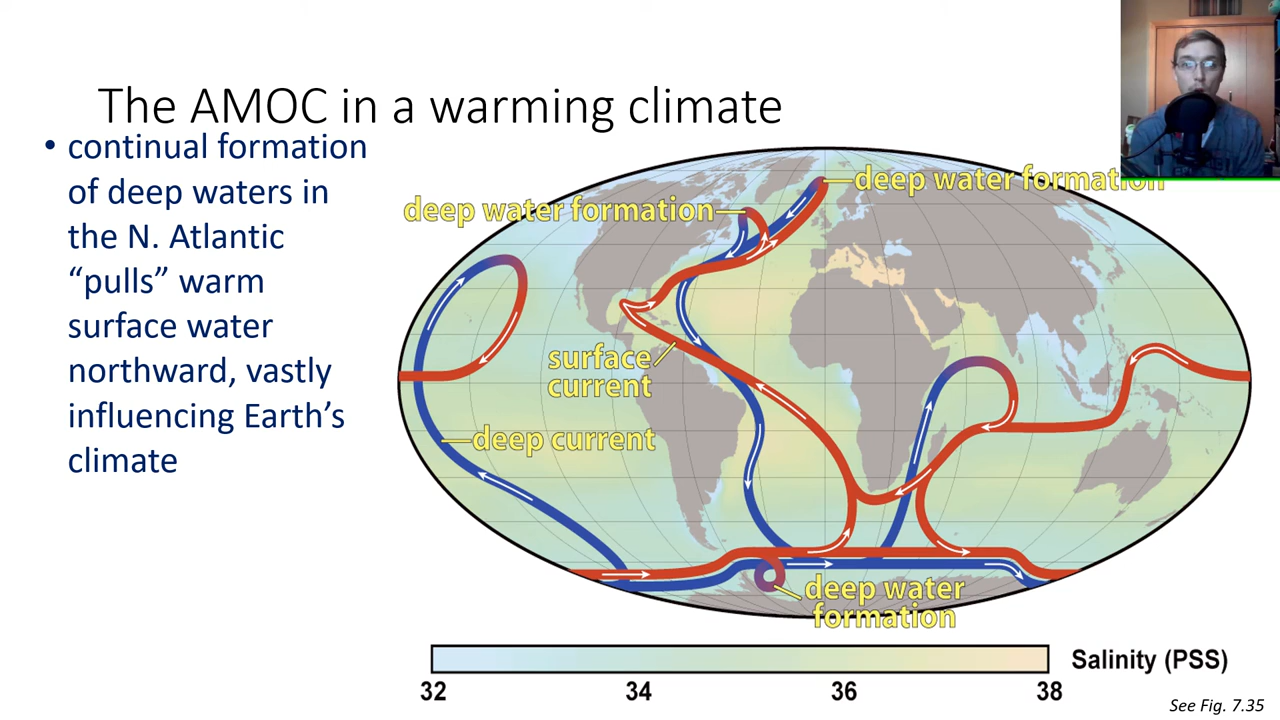 The AMOC in a warming climate
• continual formation
of deep waters in
the N. Atlantic
“pulls” warm
surface water
northward, vastly
influencing Earth’s
climate
deep water formation
deep water formation
surface
current
deep current
deep water
formation
Salinity (PSS)
32 34 36 38
See Fig. 7.35